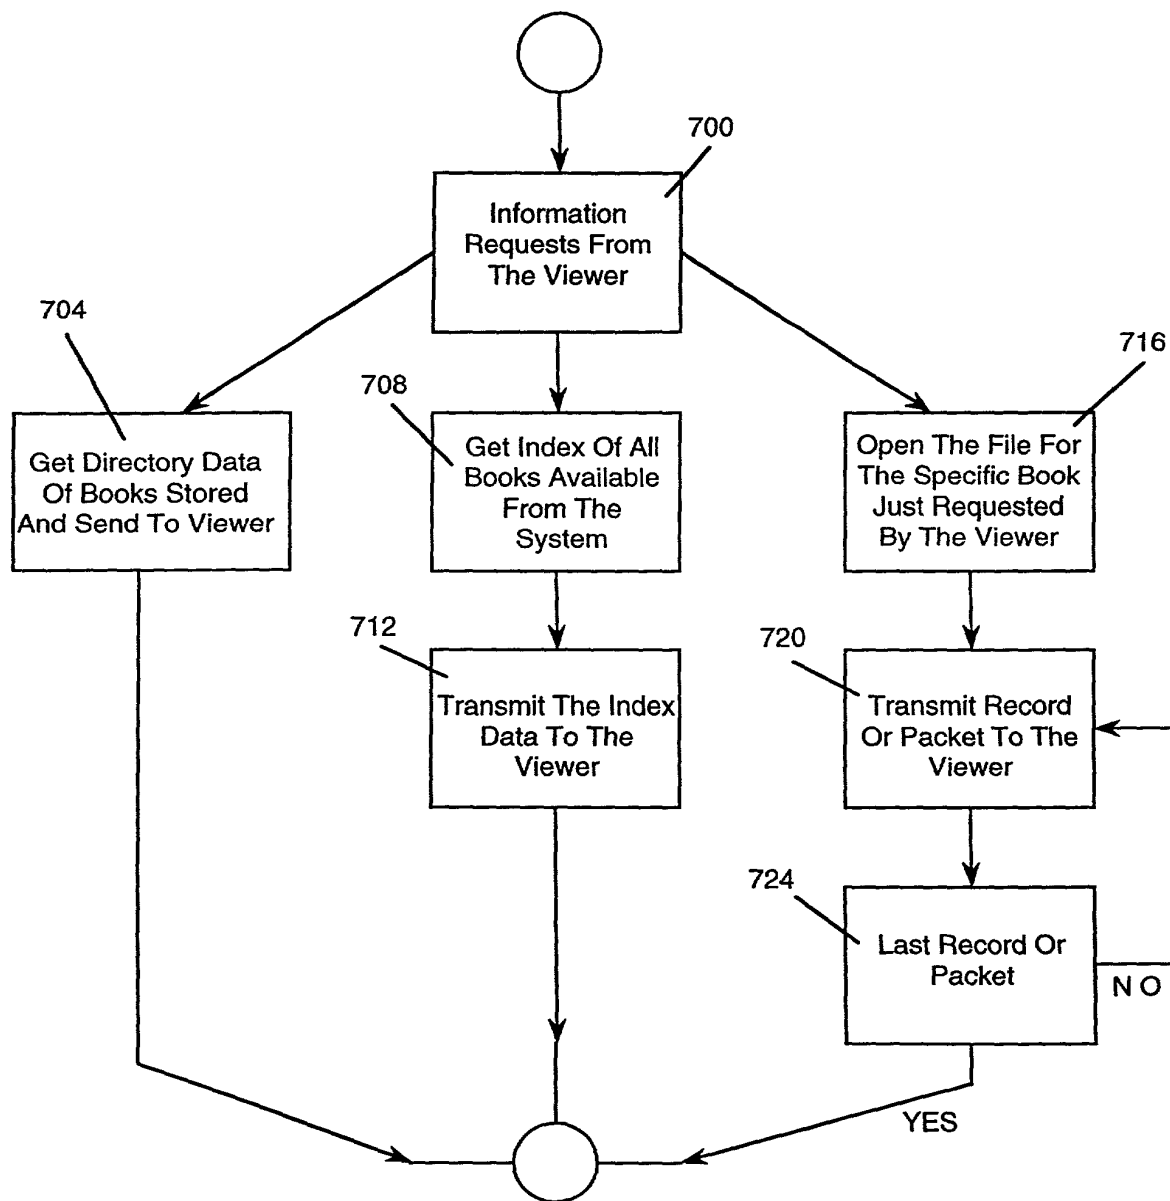 700
Information
Requests From
The Viewer
704
708
716
Get Directory Data
Of Books Stored
And Send To Viewer
Get Index Of All
Books Available
From The
System
Open The File For
The Specific Book
Just Requested
By The Viewer
712
720
Transmit The Index
Data To The
Viewer
Transmit Record
Or Packet To The
Viewer
724
Last Record Or
Packet
NO
YES